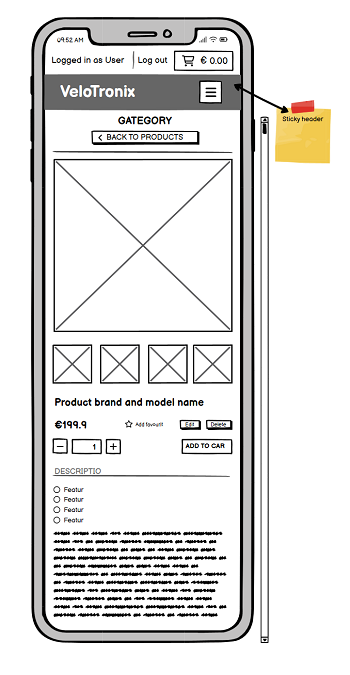 09:52 AM
Logged in as User Log out € 0.00
VeloTronix
Sticky header
GATEGORY
BACK TO PRODUCTS
Product brand and model name
€199.9 Add favourit Edit Delete
1 ADD TO CAR
DESCRIPTIO
Featur
Featur
Featur
Featur